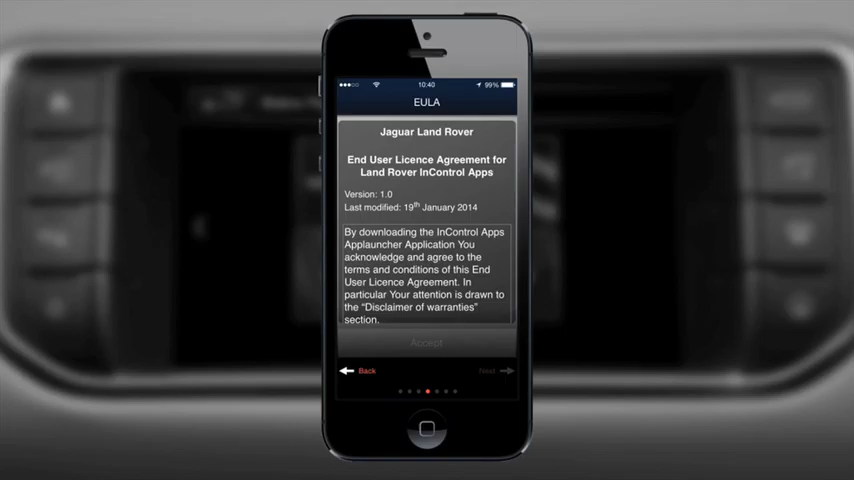 10:40
99%
EULA
Jaguar Land Rover
End User Licence Agreement for
Land Rover InControl Apps
Version: 1.0
Last modified: 19th January 2014
By downloading the InControl Apps
Applauncher Application You
acknowledge and agree to the
terms and conditions of this End
User Licence Agreement. In
particular Your attention is drawn to
the “Disclaimer of warranties”
section.
Accept
Back
Next